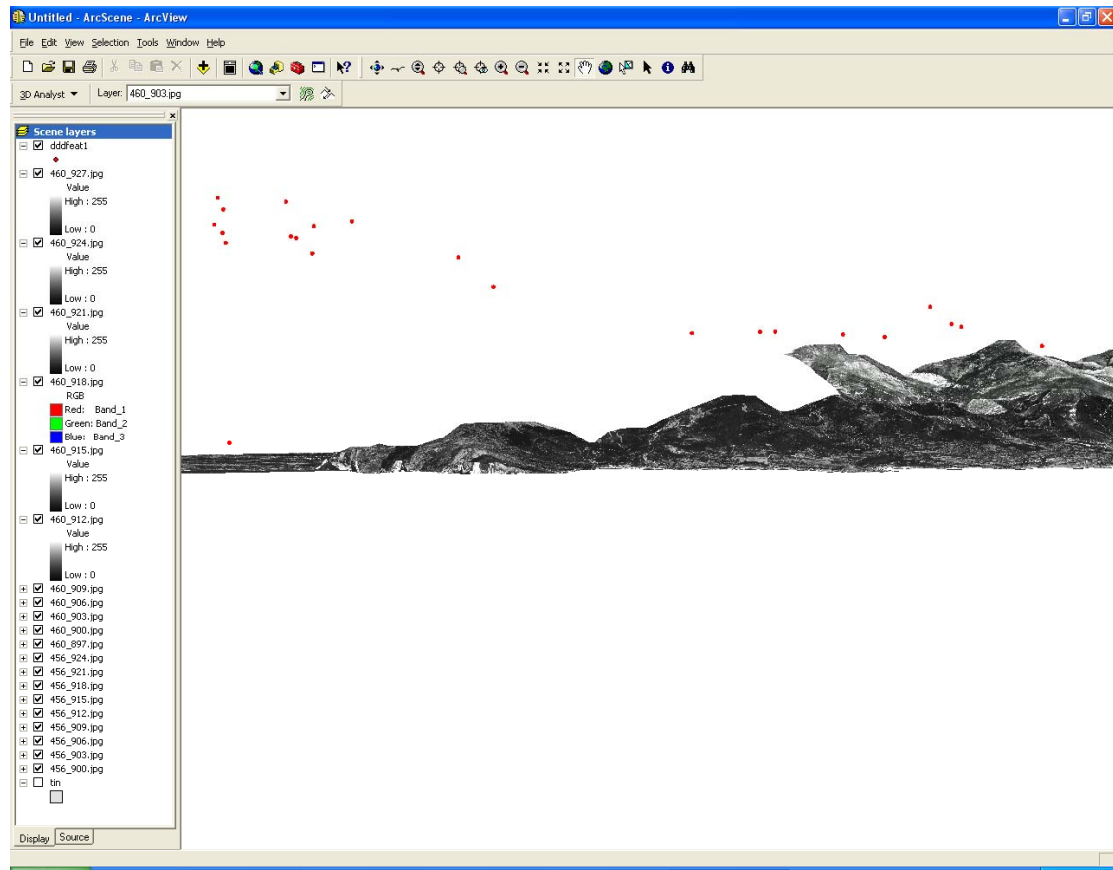 Untitled - ArcScene - ArcView
File Edit View Selection Tools Window Help
3D Analyst Layer: 460_903.jpg
Scene layers
dddfeat1
460_927.jpg
Value
High : 255
Low : 0
460_924.jpg
Value
High : 255
Low : 0
460_921.jpg
Value
High : 255
Low : 0
460_918.jpg
RGB
Red: Band_1
Green: Band_2
Blue: Band_3
460_915.jpg
Value
High : 255
Low : 0
460_912.jpg
Value
High : 255
Low : 0
460_909.jpg
460_906.jpg
460_903.jpg
460_900.jpg
460_897.jpg
456_924.jpg
456_921.jpg
456_918.jpg
456_915.jpg
456_912.jpg
456_909.jpg
456_906.jpg
456_903.jpg
456_900.jpg
tin
Display Source